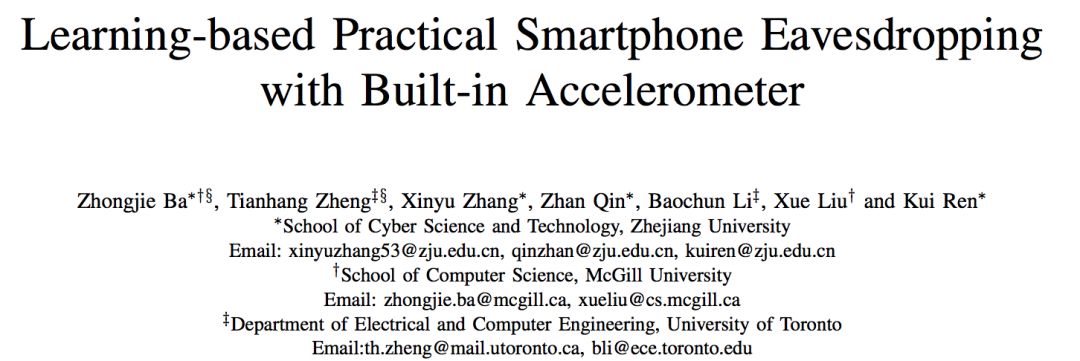 Learning-based Practical Smartphone Eavesdropping
with Built-in Accelerometer
Zhongjie Ba*†§, Tianhang Zheng‡§, Xinyu Zhang*, Zhan Qin*, Baochun Li‡, Xue Liu† and Kui Ren*
*School of Cyber Science and Technology, Zhejiang University
Email: xinyuzhang53@zju.edu.cn, qinzhan@zju.edu.cn, kuiren@zju.edu.cn
†School of Computer Science, McGill University
Email: zhongjie.ba@mcgill.ca, xueliu@cs.mcgill.ca
‡Department of Electrical and Computer Engineering, University of Toronto
Email:th.zheng@mail.utoronto.ca, bli@ece.toronto.edu